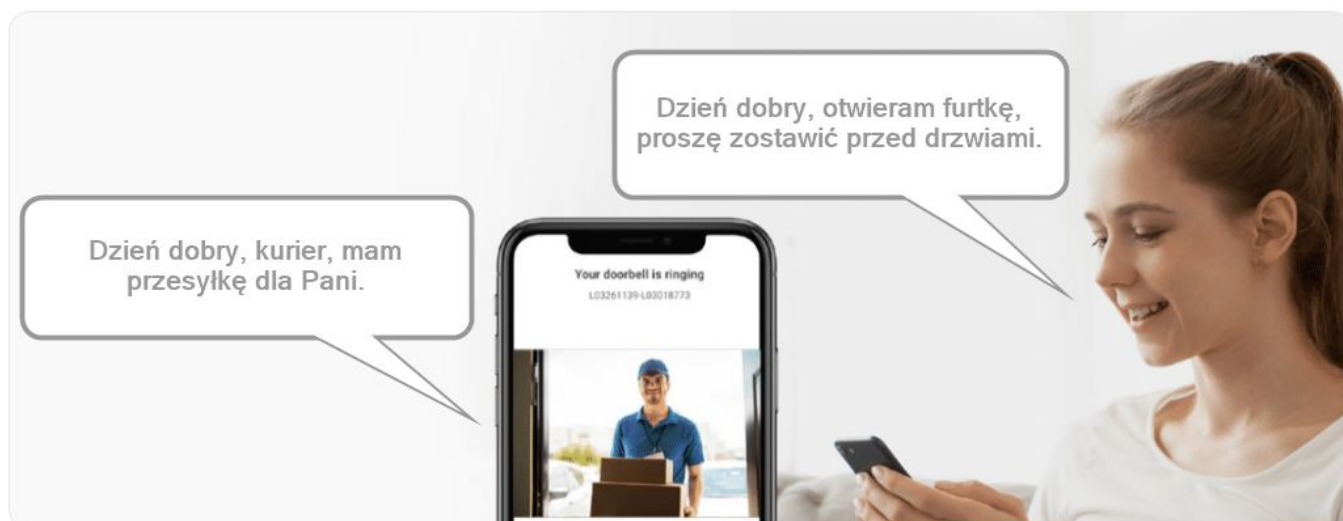 Dzień dobry, otwieram furtkę,
proszę zostawić przed drzwiami.
Dzień dobry, kurier, mam
przesyłkę dla Pani.
Your doorbell is ringing
L03261139-L03018773